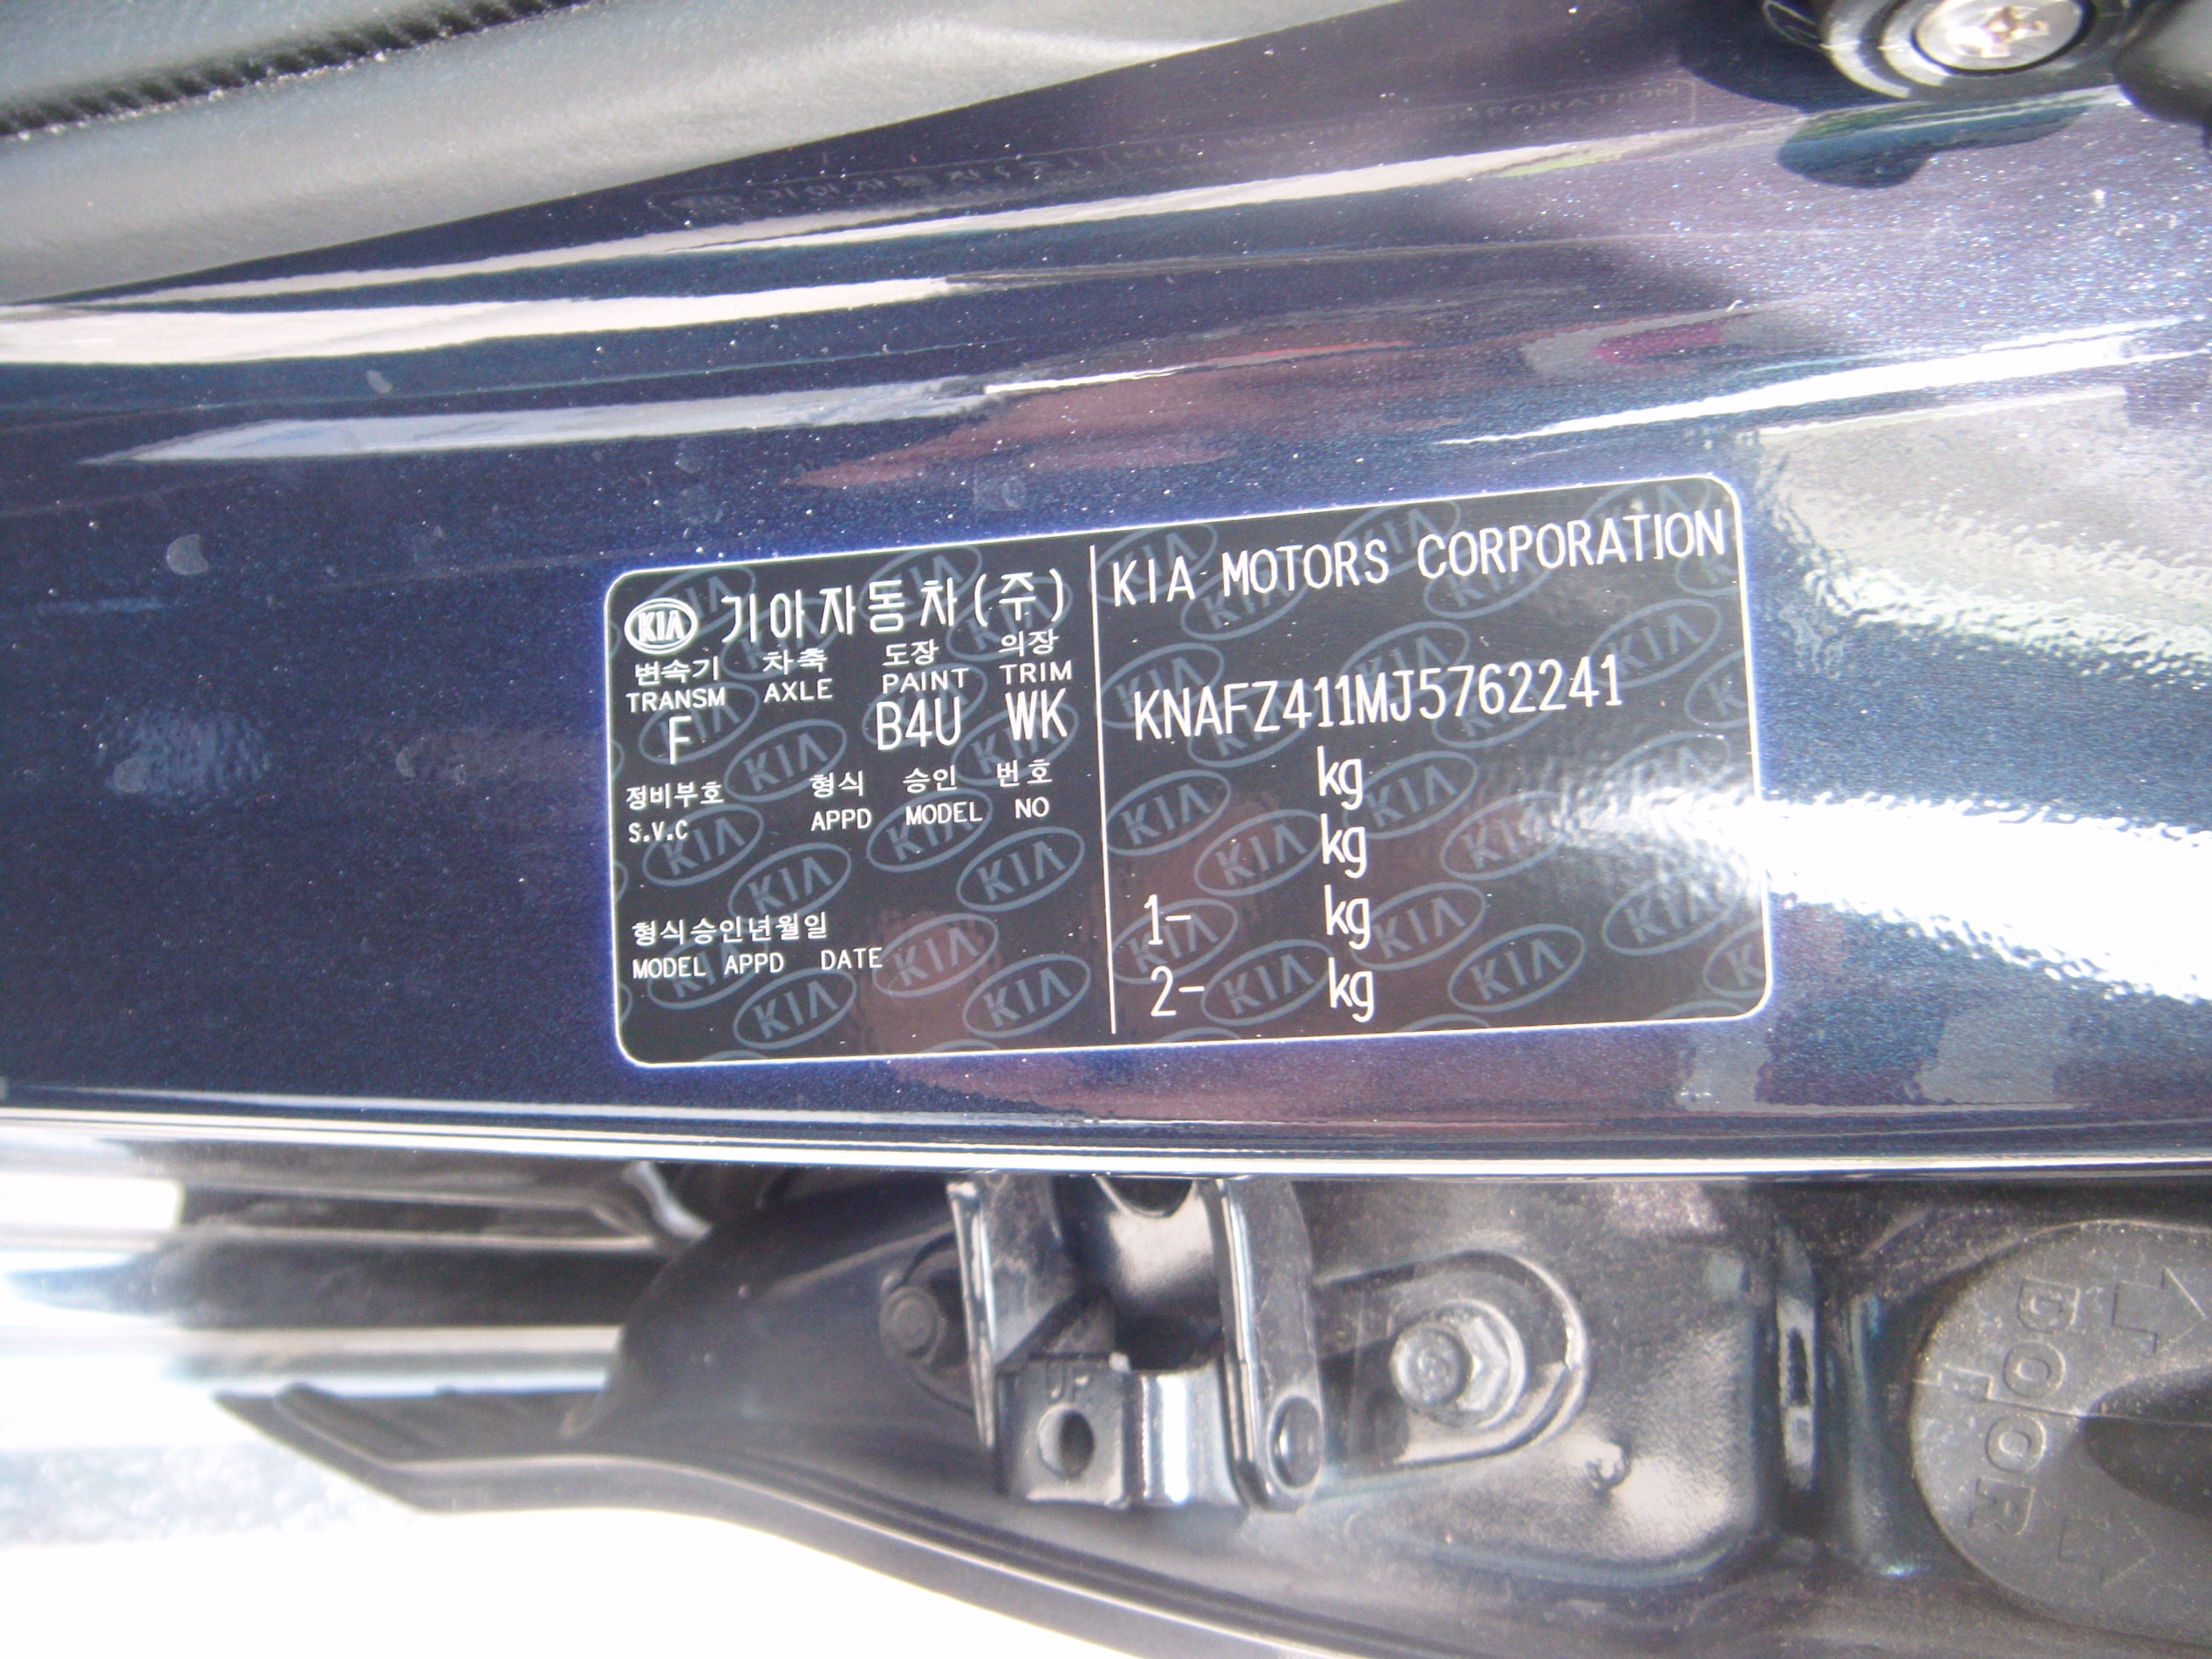 KIA 기아자동차(주)
변속기 차축 도장 의장
TRANSM AXLE PAINT TRIM
F B4U WK
정비부호 형식 승인 번호
S.V.C APPD MODEL NO
형식승인년월일
MODEL APPD DATE
KIA MOTORS CORPORATION
KNAFZ411MJ5762241
kg
kg
1- kg
2- kg
UP
DOOR